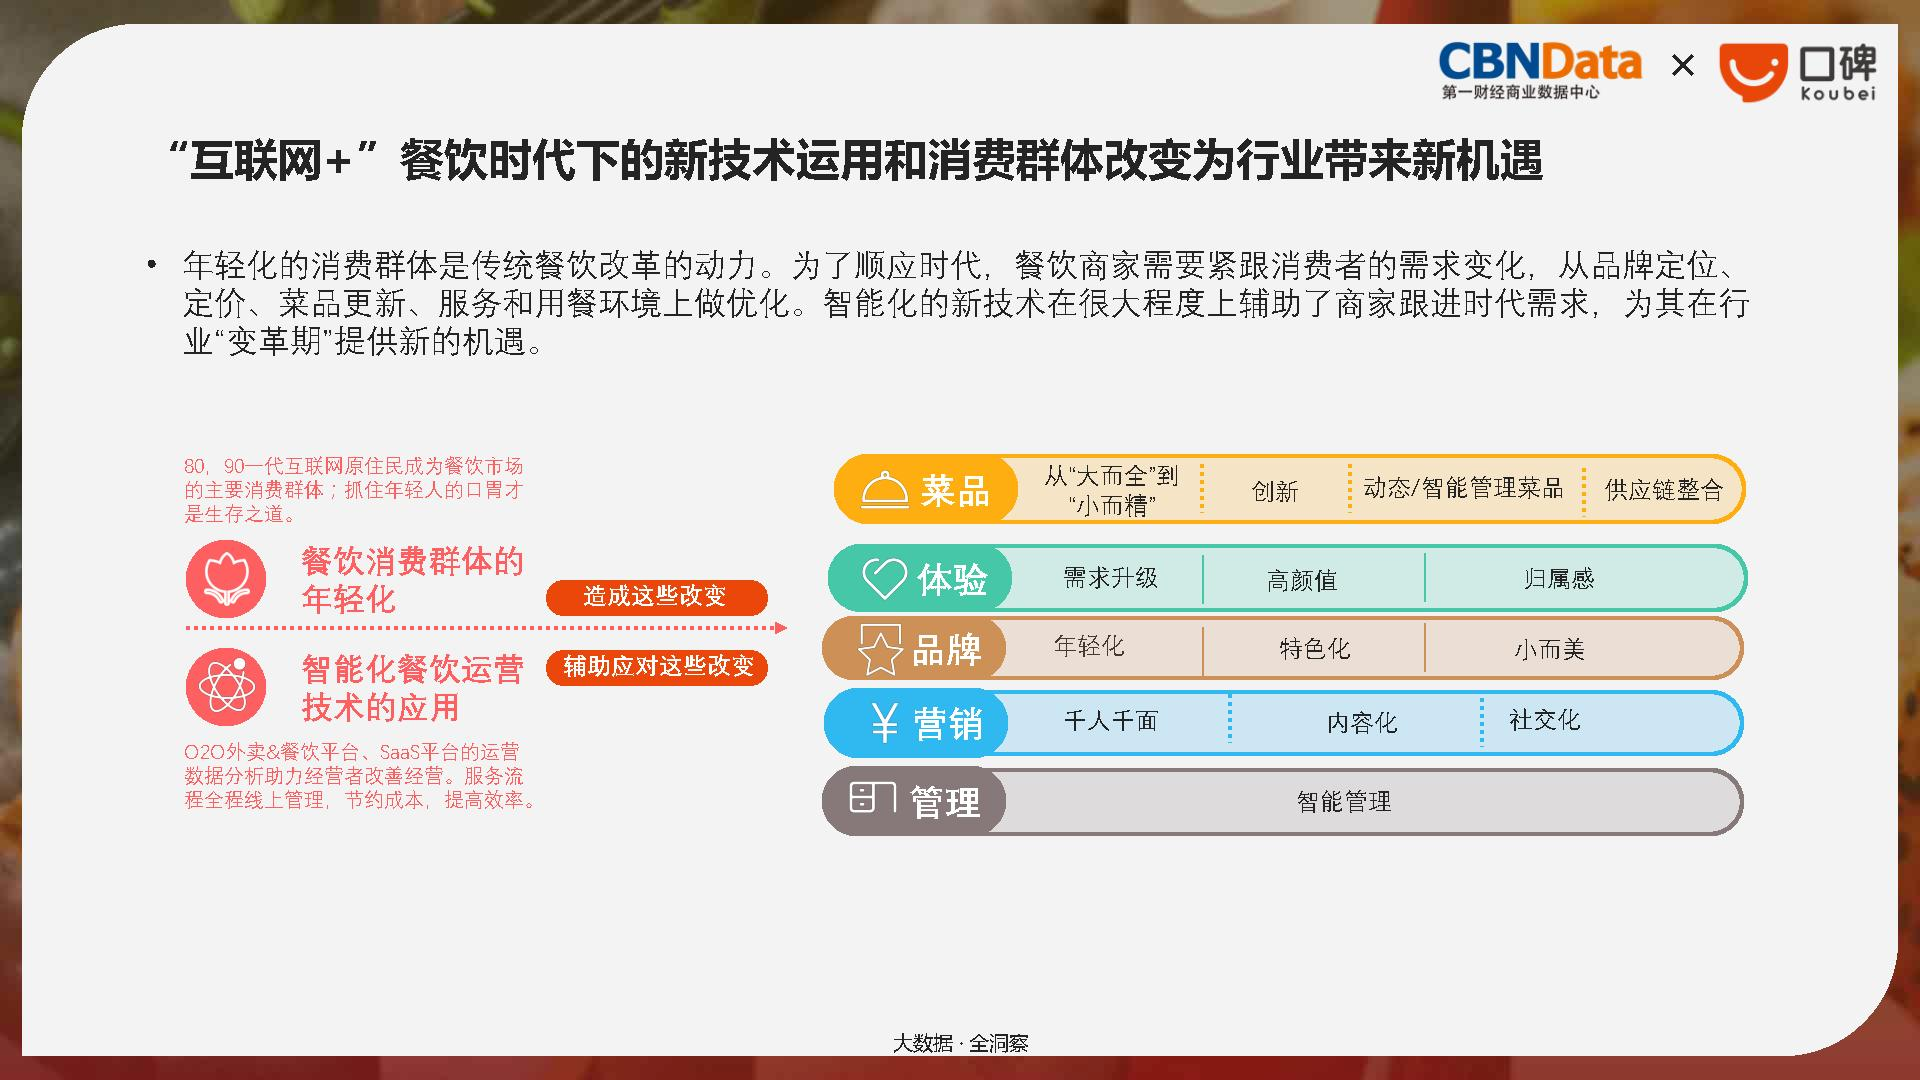 CBNData
第一财经商业数据中心
×
口碑
Koubei
“互联网+”餐饮时代下的新技术运用和消费群体改变为行业带来新机遇
• 年轻化的消费群体是传统餐饮改革的动力。为了顺应时代，餐饮商家需要紧跟消费者的需求变化，从品牌定位、
定价、菜品更新、服务和用餐环境上做优化。智能化的新技术在很大程度上辅助了商家跟进时代需求，为其在行
业“变革期”提供新的机遇。
80，90一代互联网原住民成为餐饮市场
的主要消费群体；抓住年轻人的口胃才
是生存之道。
餐饮消费群体的
年轻化
造成这些改变
智能化餐饮运营
技术的应用
辅助应对这些改变
O2O外卖&餐饮平台、SaaS平台的运营
数据分析助力经营者改善经营。服务流
程全程线上管理，节约成本，提高效率。
菜品
从“大而全”到
“小而精”
创新
动态/智能管理菜品
供应链整合
体验
需求升级
高颜值
归属感
品牌
年轻化
特色化
小而美
¥ 营销
千人千面
内容化
社交化
管理
智能管理
大数据·全洞察